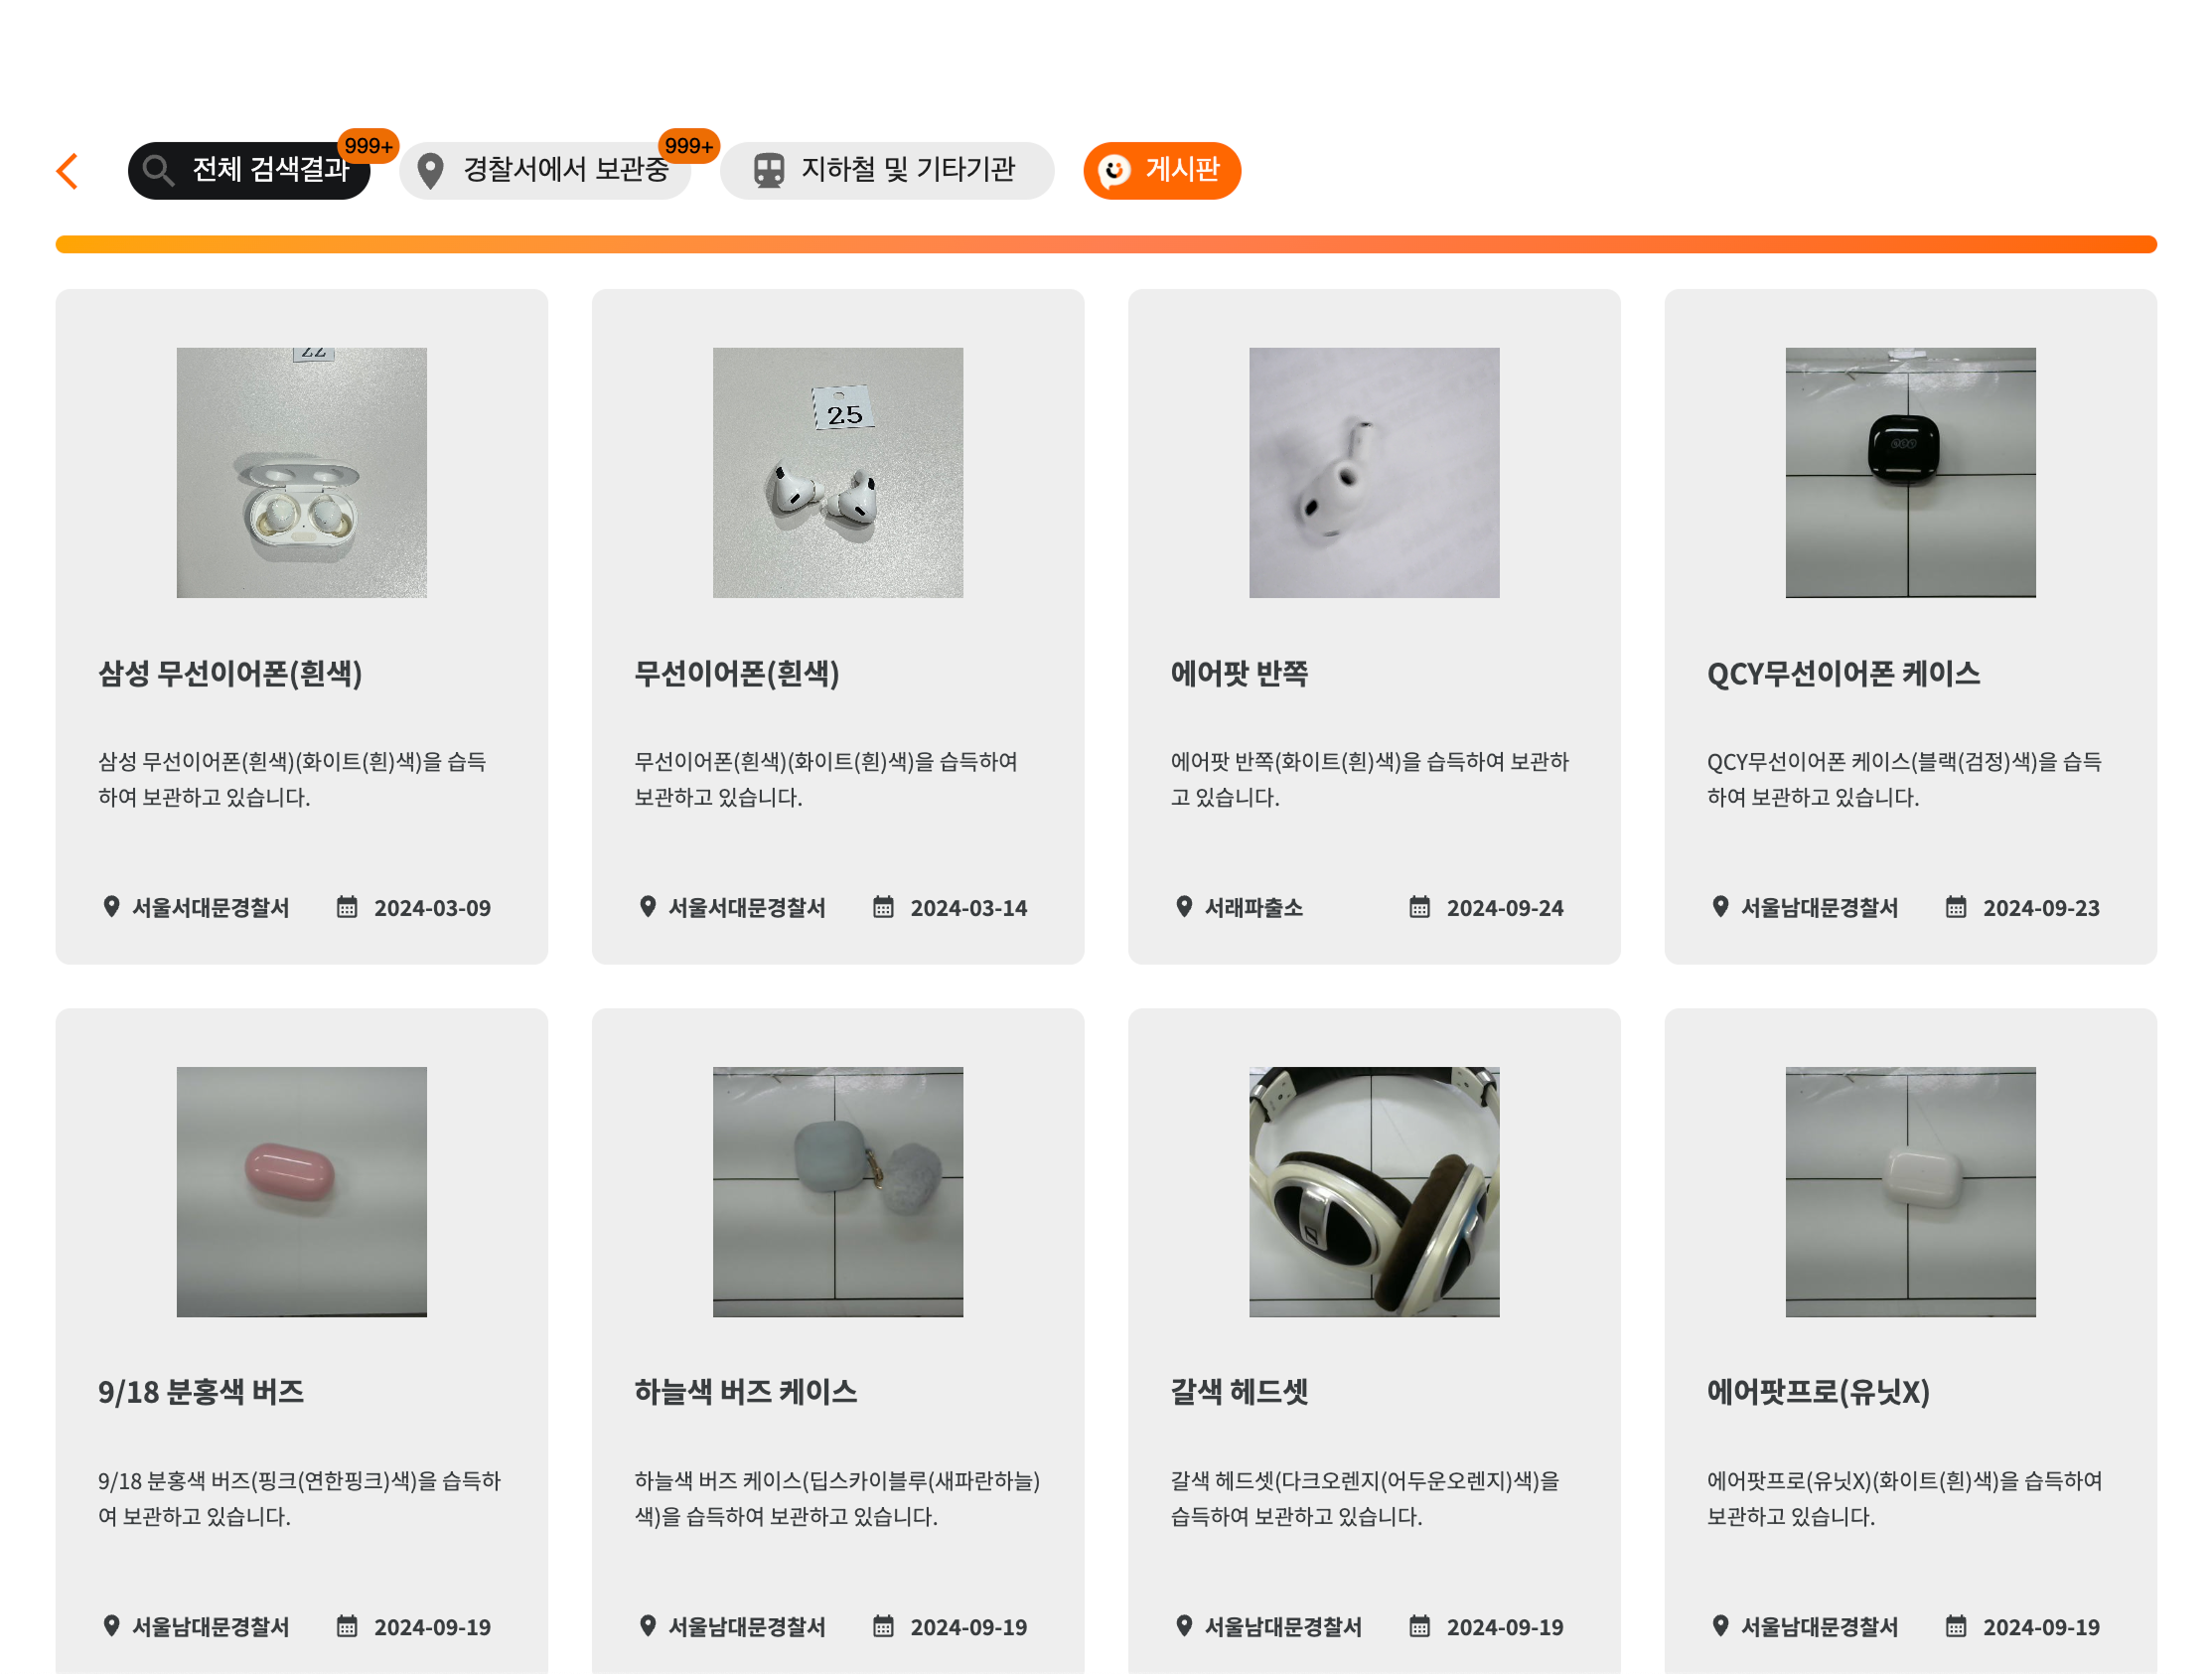 전체 검색결과
999+
경찰서에서 보관중
999+
지하철 및 기타기관
게시판
22
삼성 무선이어폰(흰색)
삼성 무선이어폰(흰색)(화이트(흰)색)을 습득
하여 보관하고 있습니다.
서울서대문경찰서
2024-03-09
25
무선이어폰(흰색)
무선이어폰(흰색)(화이트(흰)색)을 습득하여
보관하고 있습니다.
서울서대문경찰서
2024-03-14
에어팟 반쪽
에어팟 반쪽(화이트(흰)색)을 습득하여 보관하
고 있습니다.
서래파출소
2024-09-24
QCY
QCY무선이어폰 케이스
QCY무선이어폰 케이스(블랙(검정)색)을 습득
하여 보관하고 있습니다.
서울남대문경찰서
2024-09-23
9/18 분홍색 버즈
9/18 분홍색 버즈(핑크(연한핑크)색)을 습득하
여 보관하고 있습니다.
서울남대문경찰서
2024-09-19
하늘색 버즈 케이스
하늘색 버즈 케이스(딥스카이블루(새파란하늘)
색)을 습득하여 보관하고 있습니다.
서울남대문경찰서
2024-09-19
갈색 헤드셋
갈색 헤드셋(다크오렌지(어두운오렌지)색)을
습득하여 보관하고 있습니다.
서울남대문경찰서
2024-09-19
에어팟프로(유닛X)
에어팟프로(유닛X)(화이트(흰)색)을 습득하여
보관하고 있습니다.
서울남대문경찰서
2024-09-19